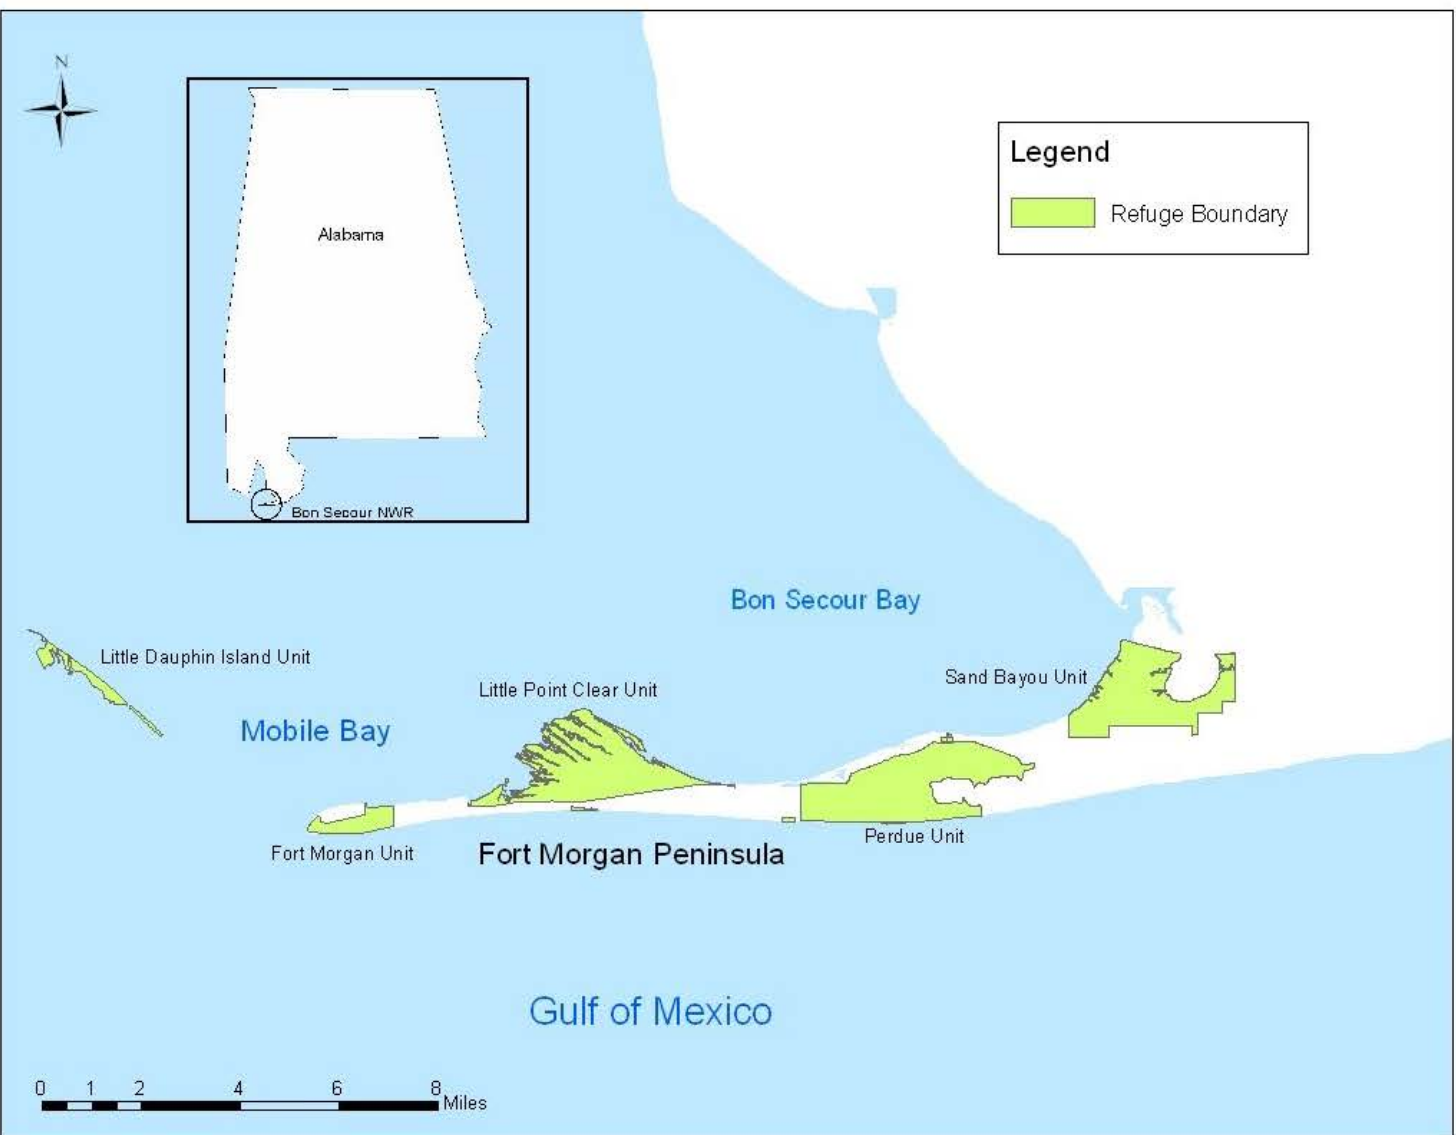 N
Legend
Refuge Boundary
Alabama
Bon Secour NWR
Bon Secour Bay
Little Dauphin Island Unit
Sand Bayou Unit
Little Point Clear Unit
Mobile Bay
Perdue Unit
Fort Morgan Unit
Fort Morgan Peninsula
Gulf of Mexico
0 1 2 4 6 8
Miles